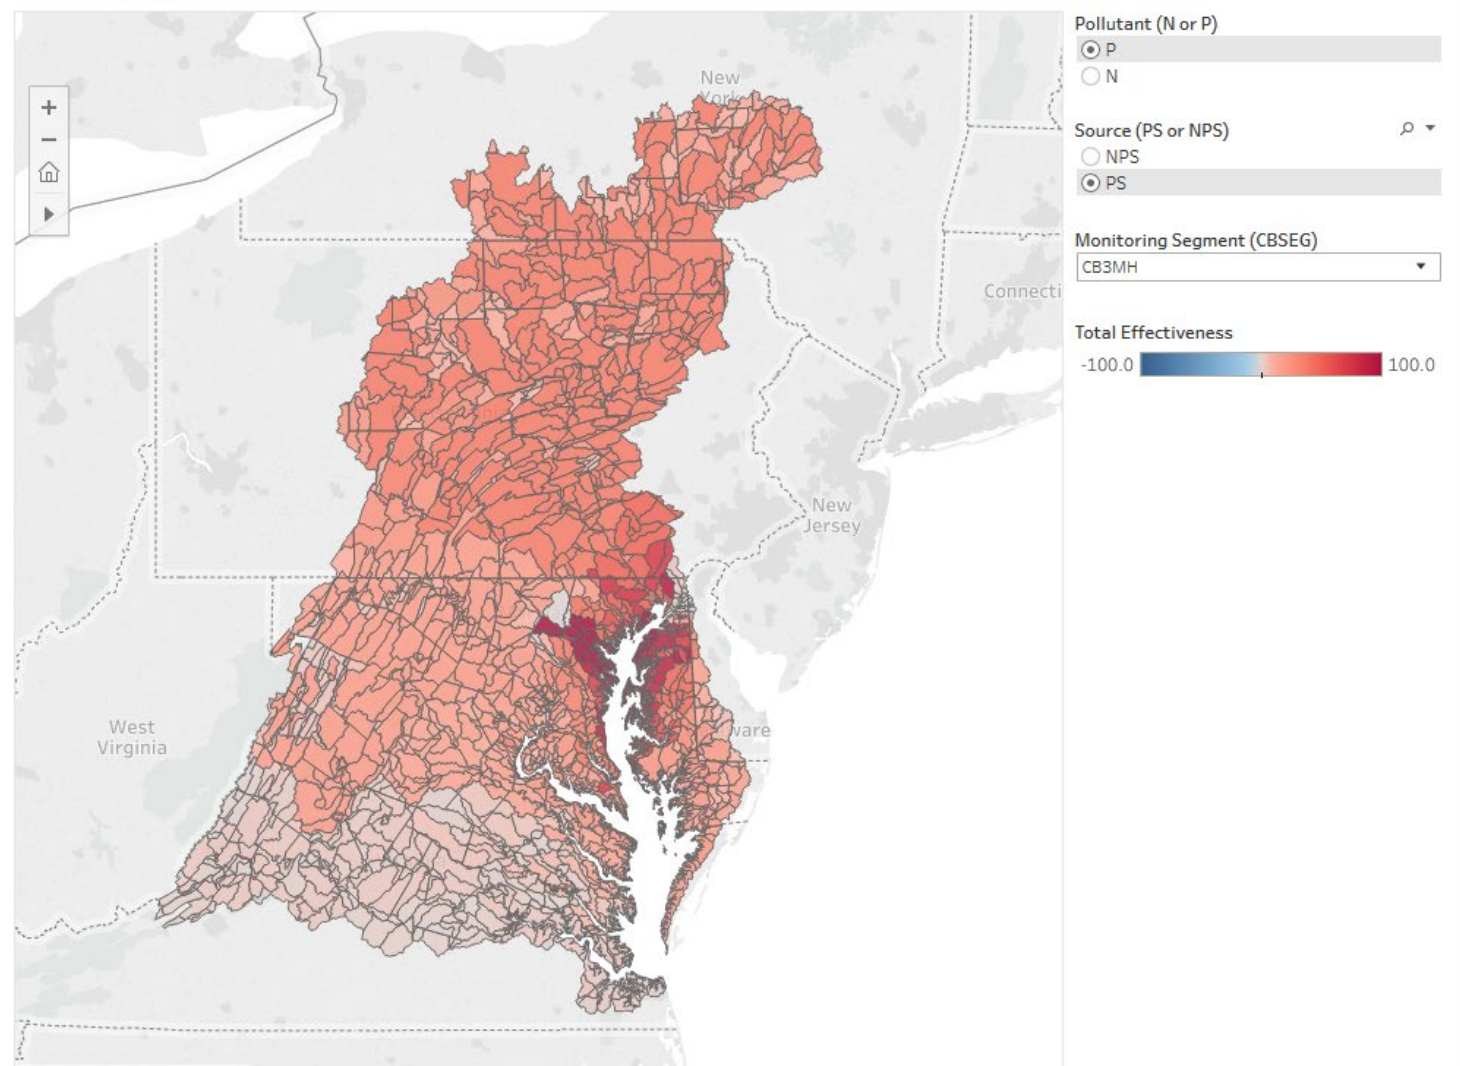 Pollutant (N or P)
P
N
Source (PS or NPS)
NPS
PS
Monitoring Segment (CBSEG)
CB3MH
Total Effectiveness
-100.0
100.0
+
−
New
York
Connecti
New
Jersey
West
Virginia
ware